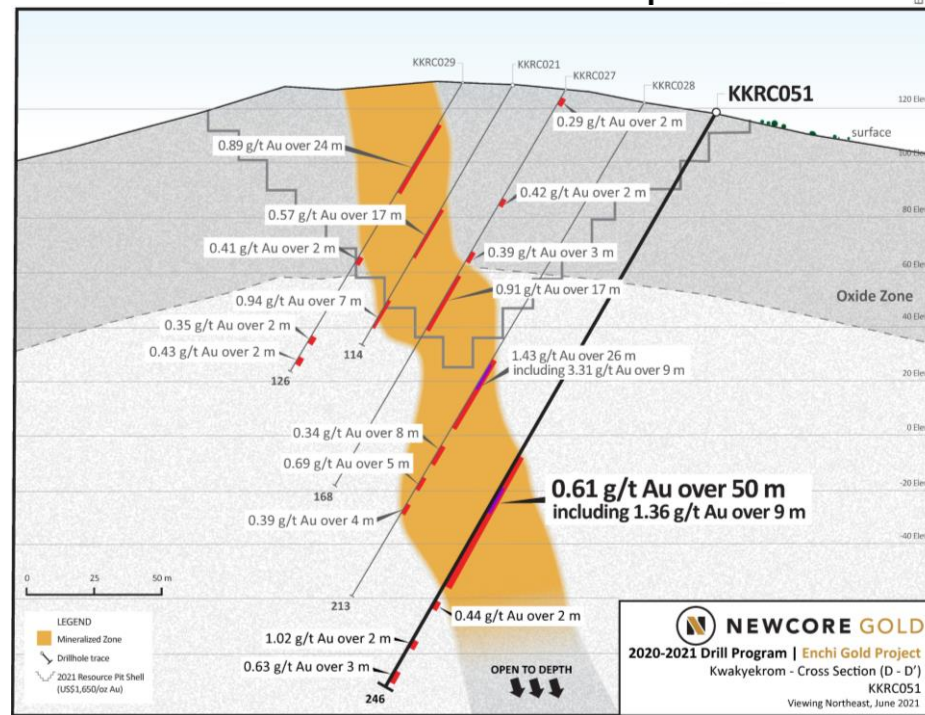 KKRC029
KKRC021
KKRC027
KKRC028
KKRC051
120 Ele
0.29 g/t Au over 2 m
surface
0.89 g/t Au over 24 m
100 Elev
0.42 g/t Au over 2 m
80 Elev
0.57 g/t Au over 17 m
0.41 g/t Au over 2 m
0.39 g/t Au over 3 m
60 Elev
0.91 g/t Au over 17 m
Oxide Zone
0.94 g/t Au over 7 m
40 Elev
0.35 g/t Au over 2 m
0.43 g/t Au over 2 m
114
126
1.43 g/t Au over 26 m
including 3.31 g/t Au over 9 m
20 Elev
0.34 g/t Au over 8 m
0 Elev
0.69 g/t Au over 5 m
168
-20 Elev
0.61 g/t Au over 50 m
including 1.36 g/t Au over 9 m
0.39 g/t Au over 4 m
-40 Elev
0 25 50 m
213
0.44 g/t Au over 2 m
1.02 g/t Au over 2 m
0.63 g/t Au over 3 m
246
OPEN TO DEPTH
LEGEND
Mineralized Zone
Drillhole trace
2021 Resource Pit Shell
(US$1,650/oz Au)
NEWCORE GOLD
2020-2021 Drill Program | Enchi Gold Project
Kwakyekrom - Cross Section (D - D')
KKRC051
Viewing Northeast, June 2021